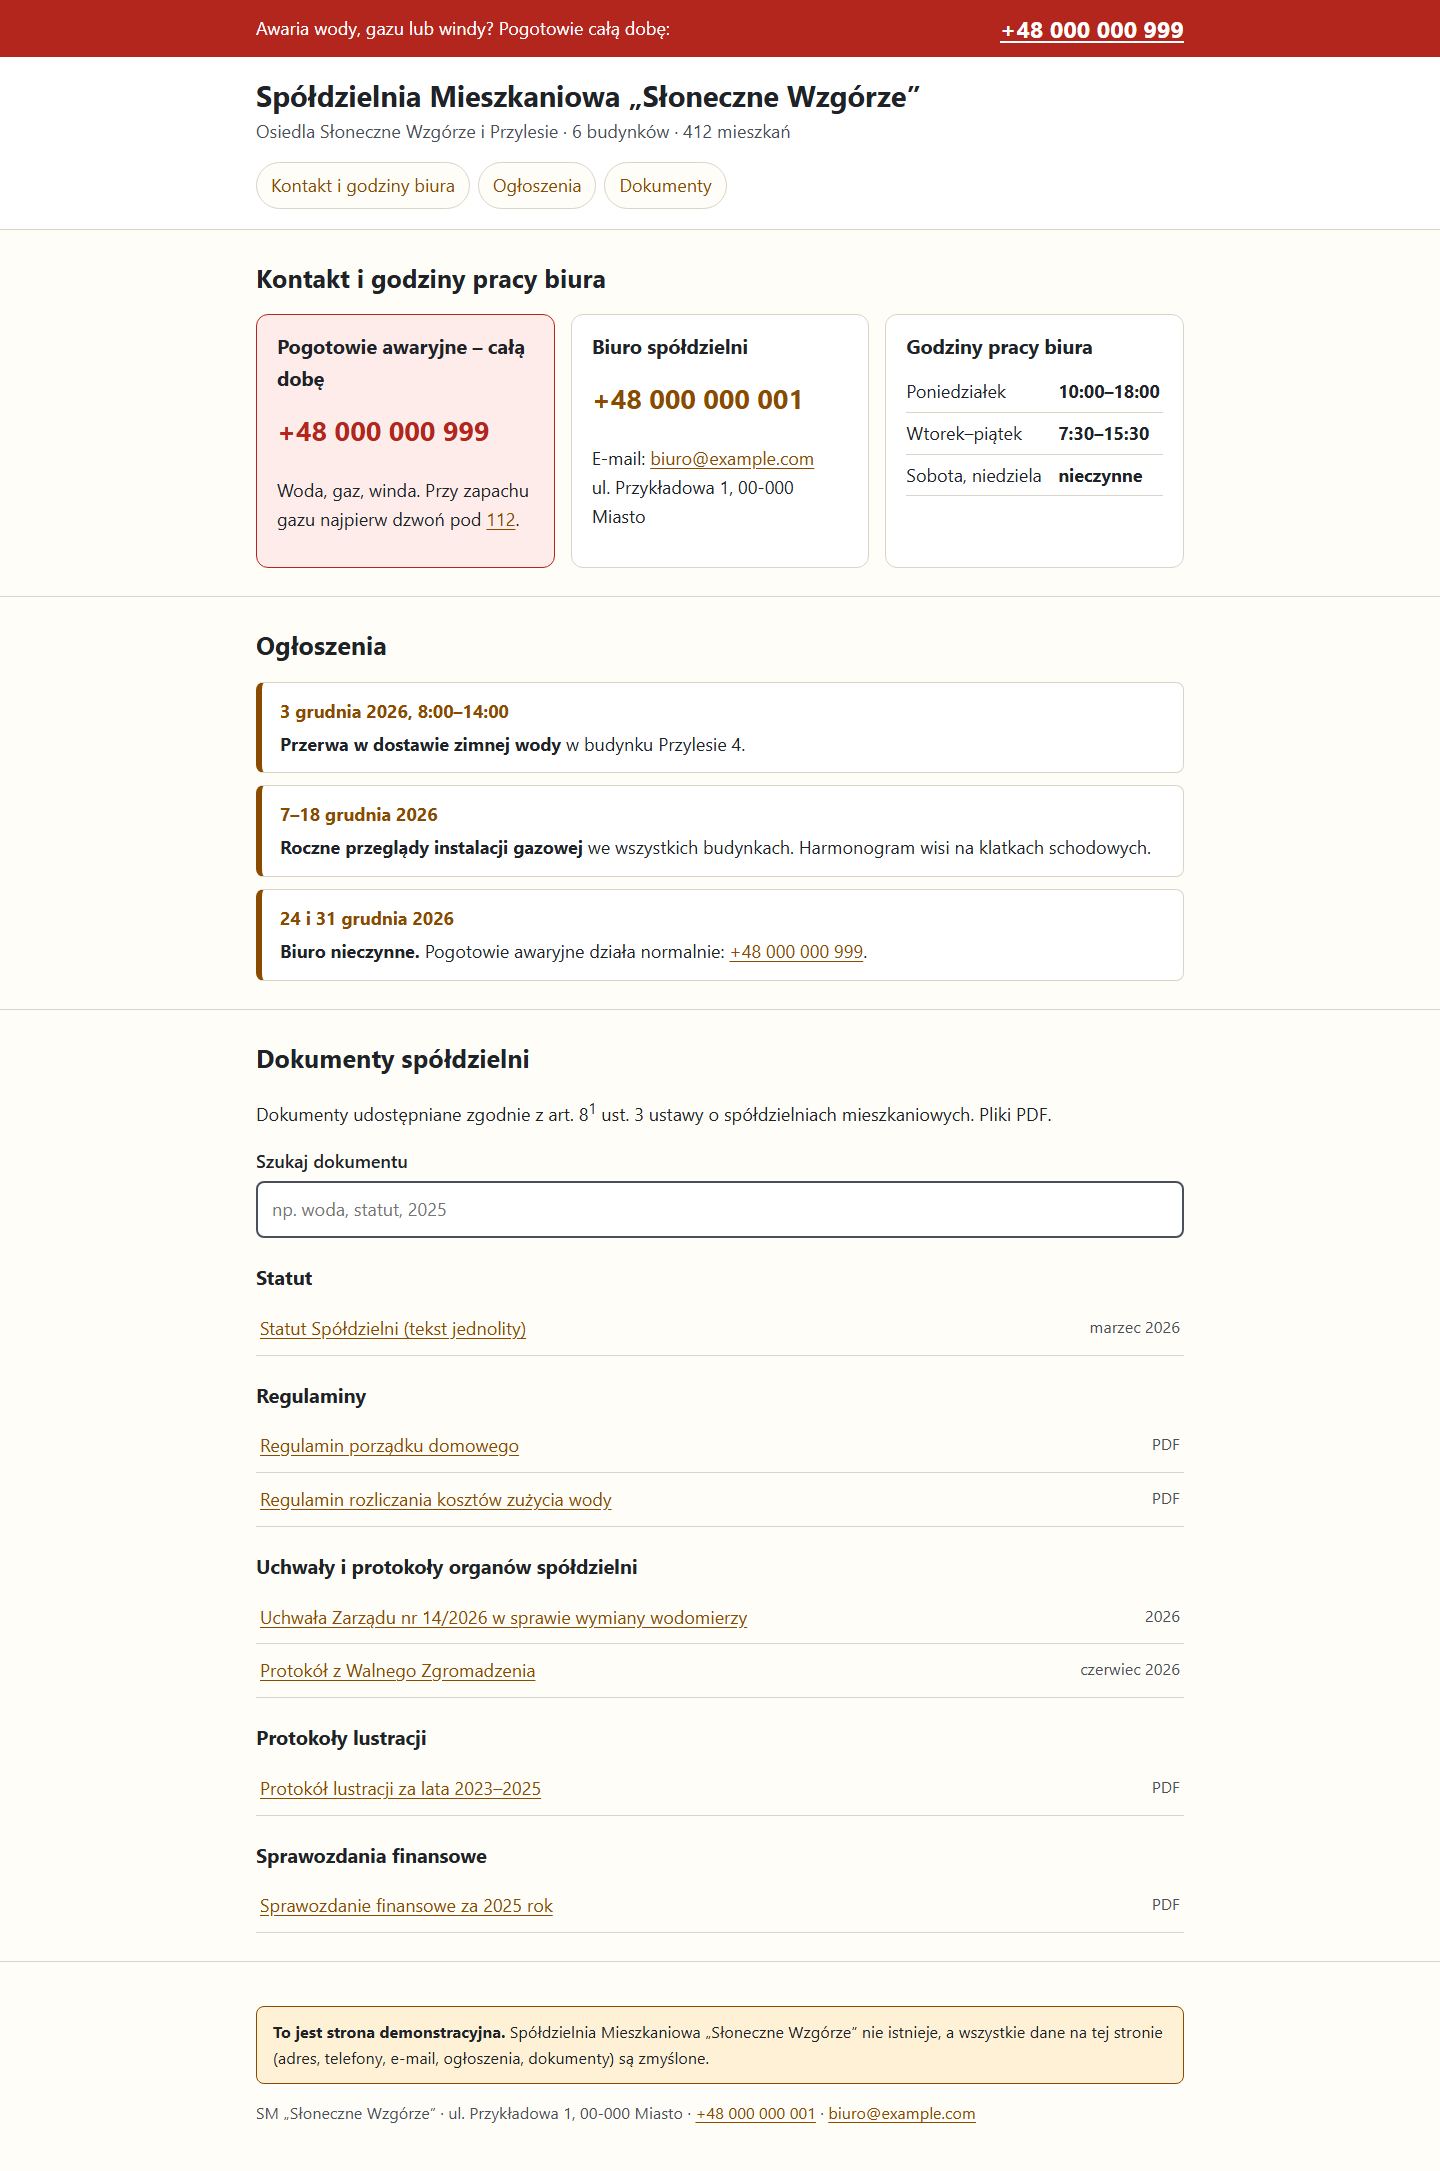 Awaria wody, gazu lub windy? Pogotowie całą dobę:
+48 000 000 999
Spółdzielnia Mieszkaniowa „Słoneczne Wzgórze”
Osiedla Słoneczne Wzgórze i Przylesie · 6 budynków · 412 mieszkań
Kontakt i godziny biura
Ogłoszenia
Dokumenty
Kontakt i godziny pracy biura
Pogotowie awaryjne – całą
dobę
+48 000 000 999
Woda, gaz, winda. Przy zapachu
gazu najpierw dzwoń pod 112.
Biuro spółdzielni
+48 000 000 001
E-mail: biuro@example.com
ul. Przykładowa 1, 00-000
Miasto
Godziny pracy biura
Poniedziałek 10:00–18:00
Wtorek–piątek 7:30–15:30
Sobota, niedziela nieczynne
Ogłoszenia
3 grudnia 2026, 8:00–14:00
Przerwa w dostawie zimnej wody w budynku Przylesie 4.
7–18 grudnia 2026
Roczne przeglądy instalacji gazowej we wszystkich budynkach. Harmonogram wisi na klatkach schodowych.
24 i 31 grudnia 2026
Biuro nieczynne. Pogotowie awaryjne działa normalnie: +48 000 000 999.
Dokumenty spółdzielni
Dokumenty udostępniane zgodnie z art. 8¹ ust. 3 ustawy o spółdzielniach mieszkaniowych. Pliki PDF.
Szukaj dokumentu
np. woda, statut, 2025
Statut
Statut Spółdzielni (tekst jednolity) marzec 2026
Regulaminy
Regulamin porządku domowego PDF
Regulamin rozliczania kosztów zużycia wody PDF
Uchwały i protokoły organów spółdzielni
Uchwała Zarządu nr 14/2026 w sprawie wymiany wodomierzy 2026
Protokół z Walnego Zgromadzenia czerwiec 2026
Protokoły lustracji
Protokół lustracji za lata 2023–2025 PDF
Sprawozdania finansowe
Sprawozdanie finansowe za 2025 rok PDF
To jest strona demonstracyjna. Spółdzielnia Mieszkaniowa „Słoneczne Wzgórze” nie istnieje, a wszystkie dane na tej stronie
(adres, telefony, e-mail, ogłoszenia, dokumenty) są zmyślone.
SM „Słoneczne Wzgórze” · ul. Przykładowa 1, 00-000 Miasto · +48 000 000 001 · biuro@example.com